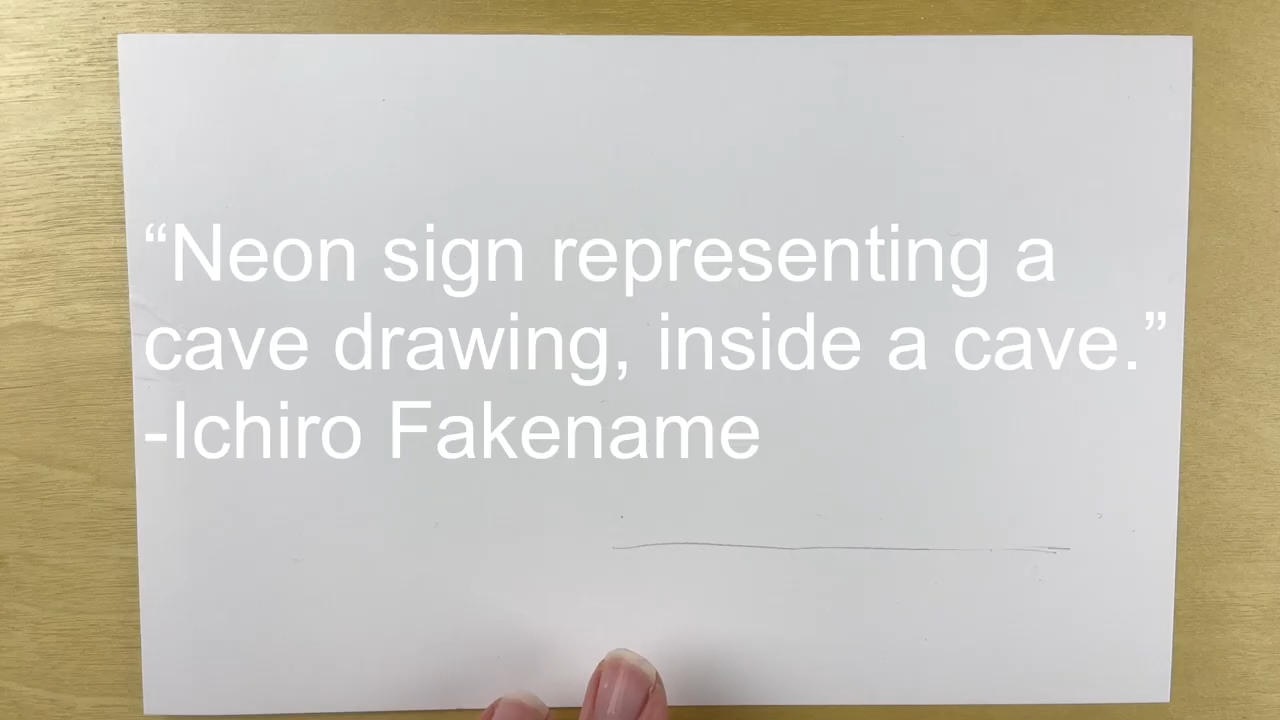 “Neon sign representing a
cave drawing, inside a cave.”
-Ichiro Fakename